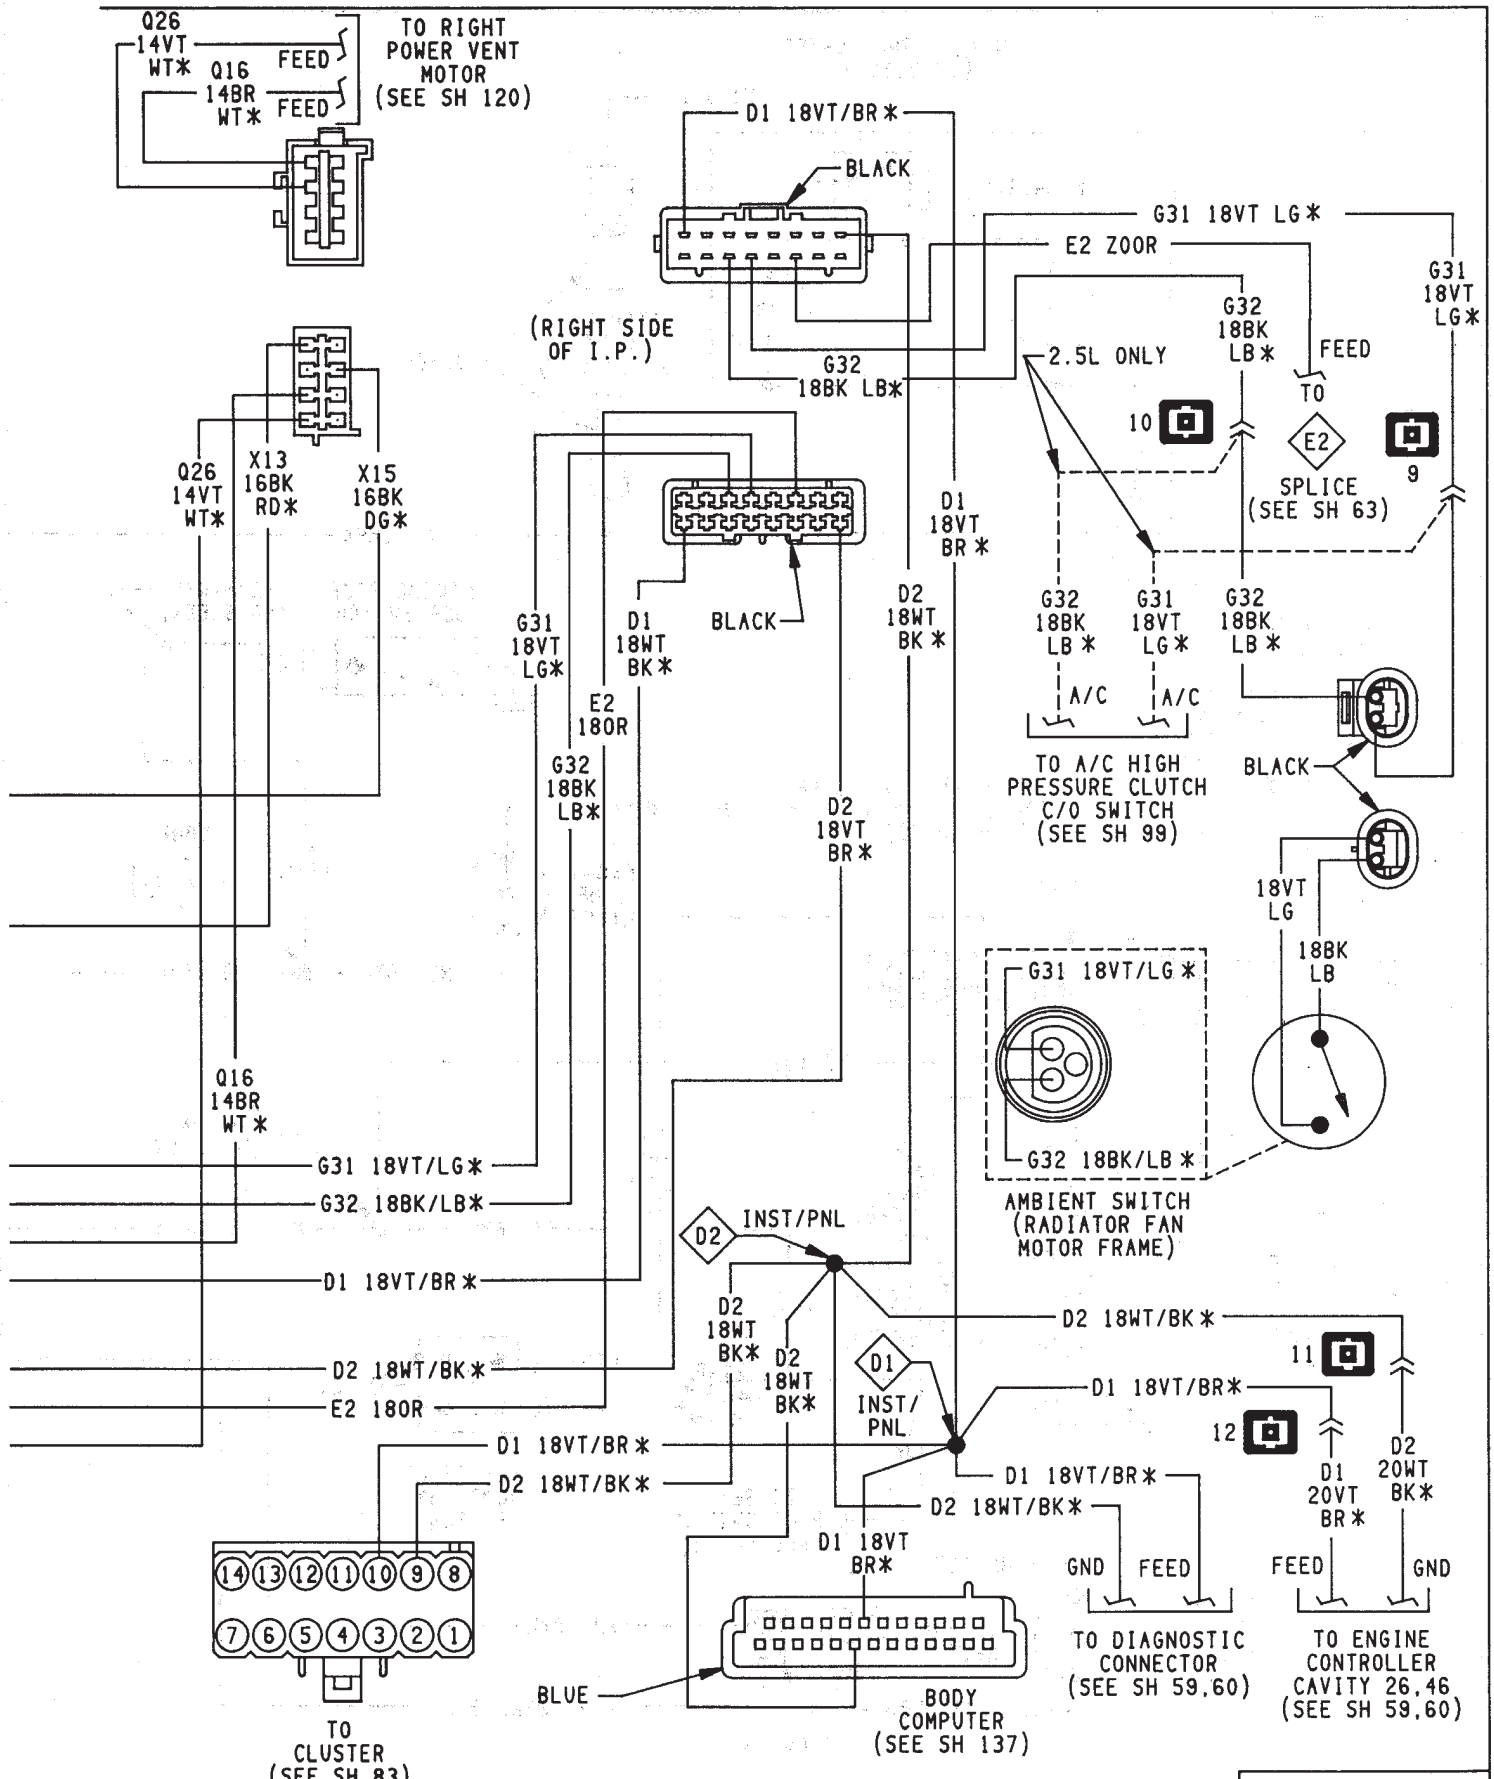 Q26
14VT
WT*
FEED
Q16
14BR
WT*
FEED
TO RIGHT
POWER VENT
MOTOR
(SEE SH 120)
D1 18VT/BR*
BLACK
G31 18VT LG*
E2 Z0OR
G31
18VT
LG*
G32
18BK
LB*
(RIGHT SIDE
OF I.P.)
G32
18BK LB*
2.5L ONLY
FEED
TO
E2
SPLICE
(SEE SH 63)
10
9
Q26
14VT
WT*
X13
16BK
RD*
X15
16BK
DG*
D1
18VT
BR*
G31
18VT
LG*
D1
18WT
BK*
BLACK
D2
18WT
BK*
G32
18BK
LB*
G31
18VT
LG*
G32
18BK
LB*
E2
18OR
G32
18BK
LB*
A/C
A/C
TO A/C HIGH
PRESSURE CLUTCH
C/O SWITCH
(SEE SH 99)
BLACK
D2
18VT
BR*
18VT
LG
18BK
LB
G31 18VT/LG*
G32 18BK/LB*
AMBIENT SWITCH
(RADIATOR FAN
MOTOR FRAME)
Q16
14BR
WT*
G31 18VT/LG*
G32 18BK/LB*
D2
INST/PNL
D1 18VT/BR*
D2
18WT
BK*
D2
18WT
BK*
D2 18WT/BK*
11
D1
INST/
PNL
D1 18VT/BR*
12
D2 18WT/BK*
E2 18OR
D1 18VT/BR*
D2 18WT/BK*
D1 18VT/BR*
D2 18WT/BK*
D1
20VT
BR*
D2
20WT
BK*
D1 18VT
BR*
GND
FEED
FEED
GND
14 13 12 11 10 9 8
7 6 5 4 3 2 1
TO DIAGNOSTIC
CONNECTOR
(SEE SH 59,60)
TO ENGINE
CONTROLLER
CAVITY 26,46
(SEE SH 59,60)
BLUE
BODY
COMPUTER
(SEE SH 137)
TO
CLUSTER
(SEE SH 83)